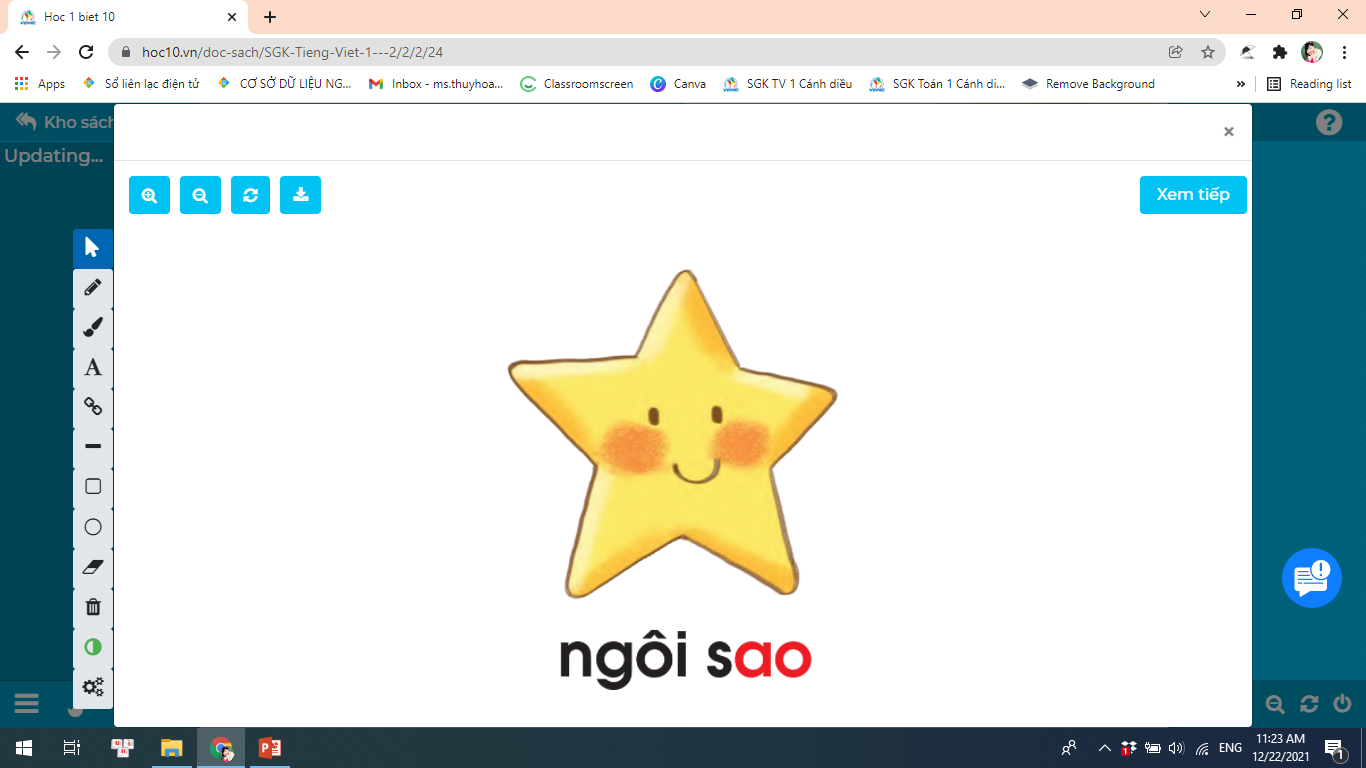 Hoc 1 biet 10
hoc10.vn/doc-sach/SGK-Tieng-Viet-1---2/2/2/24
Apps Sổ liên lạc điện tử CƠ SỞ DỮ LIỆU NG... Inbox - ms.thuyhoa... Classroomscreen Canva SGK TV 1 Cánh diều SGK Toán 1 Cánh di... Remove Background » Reading list
Kho sách
Updating...
Xem tiếp
A
ngôi sao
ENG
11:23 AM
12/22/2021
1
1